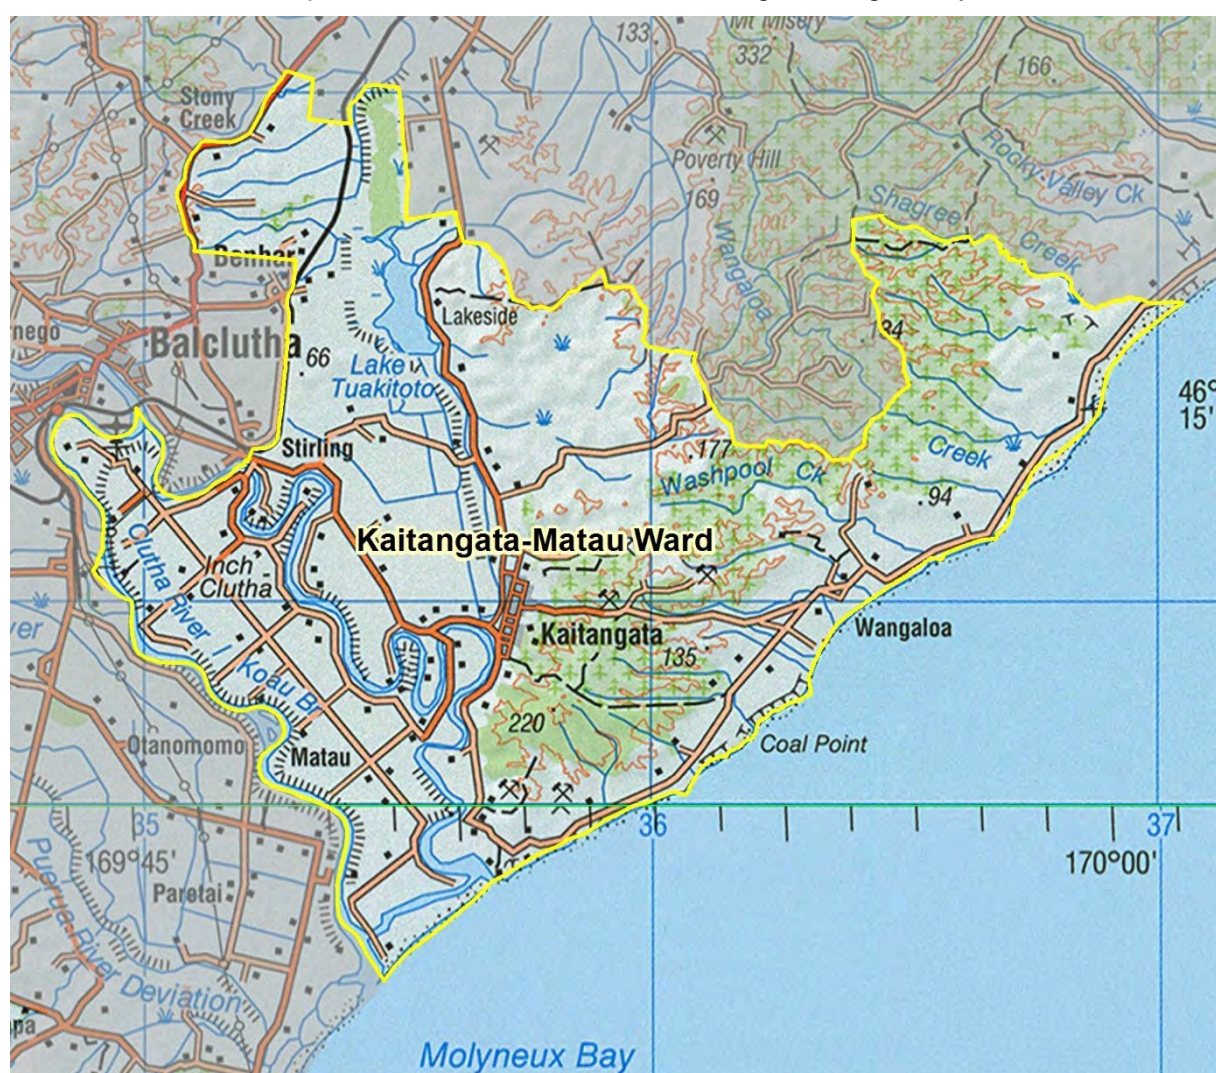 Mt Misery
133
332
166
Stony
Creek
Poverty Hill
169
Rocky Valley Ck
Shagree
Creek
Wangaloa
Lakeside
Balclutha
66
Lake
Tuakitoto
46°
15'
Stirling
177
Washpool Ck
Creek
94
Kaitangata-Matau Ward
Inch
Clutha
Clutha River
Koau Br
Kaitangata
135
Wangaloa
220
Otanomomo
Matau
Coal Point
35
36
37
169°45'
170°00'
Paretai
Puerua River Deviation
Molyneux Bay